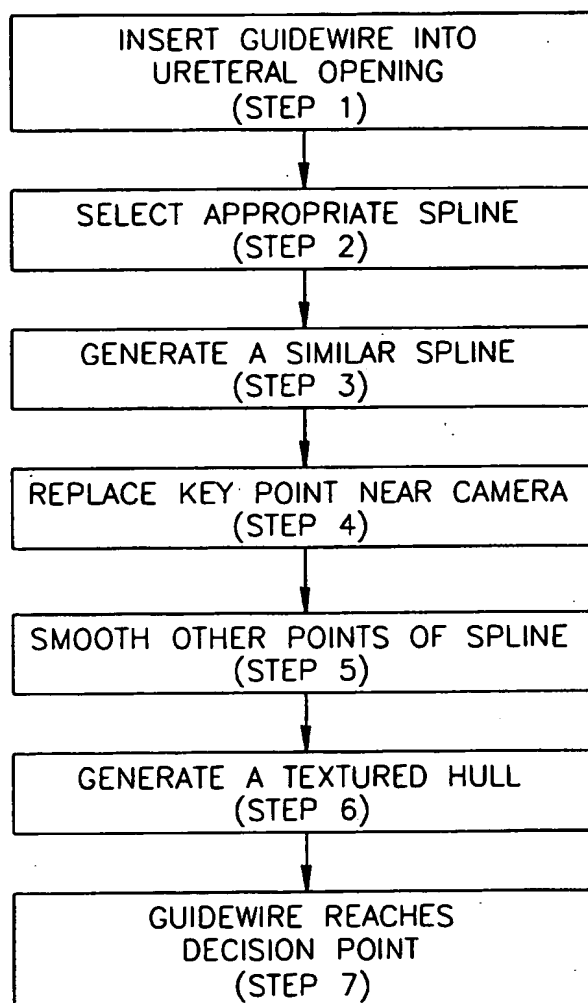 INSERT GUIDEWIRE INTO
URETERAL OPENING
(STEP 1)
SELECT APPROPRIATE SPLINE
(STEP 2)
GENERATE A SIMILAR SPLINE
(STEP 3)
REPLACE KEY POINT NEAR CAMERA
(STEP 4)
SMOOTH OTHER POINTS OF SPLINE
(STEP 5)
GENERATE A TEXTURED HULL
(STEP 6)
GUIDEWIRE REACHES
DECISION POINT
(STEP 7)